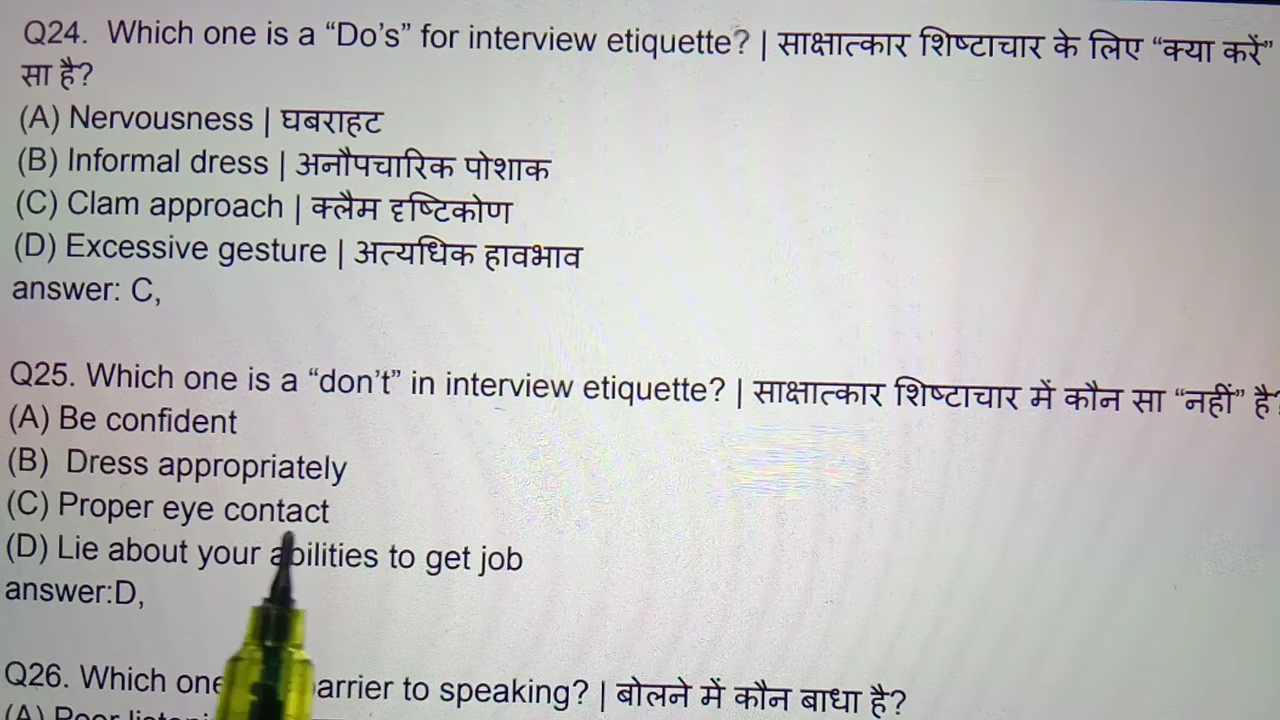 Q24. Which one is a “Do’s” for interview etiquette? | साक्षात्कार शिष्टाचार के लिए “क्या करें”
सा है?
(A) Nervousness | घबराहट
(B) Informal dress | अनौपचारिक पोशाक
(C) Clam approach | क्लैम दृष्टिकोण
(D) Excessive gesture | अत्यधिक हावभाव
answer: C,
Q25. Which one is a “don’t” in interview etiquette? | साक्षात्कार शिष्टाचार में कौन सा “नहीं” है?
(A) Be confident
(B) Dress appropriately
(C) Proper eye contact
(D) Lie about your abilities to get job
answer:D,
Q26. Which one arrier to speaking? | बोलने में कौन बाधा है?
(A) Poor